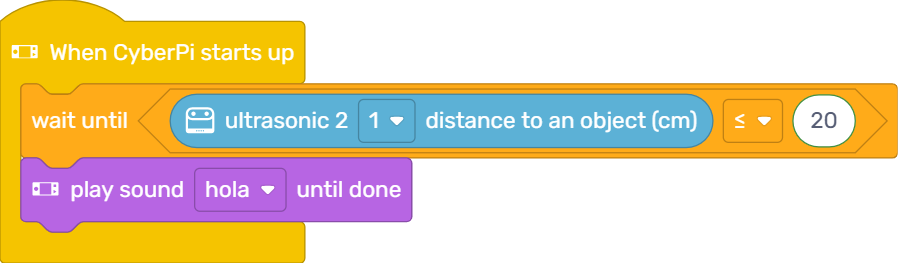 When CyberPi starts up
wait until ultrasonic 2 1 distance to an object (cm) ≤ 20
play sound hola until done